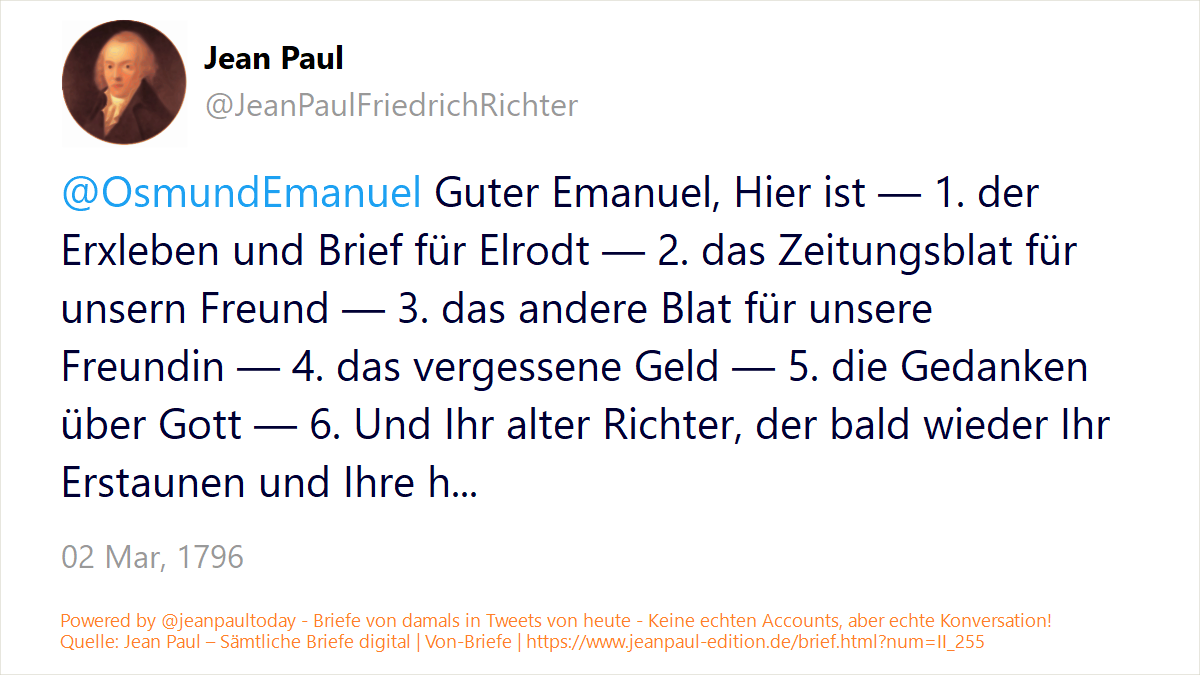 Jean Paul
@JeanPaulFriedrichRichter
@OsmundEmanuel Guter Emanuel, Hier ist — 1. der
Erxleben und Brief für Elrodt — 2. das Zeitungsblat für
unsern Freund — 3. das andere Blat für unsere
Freundin — 4. das vergessene Geld — 5. die Gedanken
über Gott — 6. Und Ihr alter Richter, der bald wieder Ihr
Erstaunen und Ihre h...
02 Mar, 1796
Powered by @jeanpaultoday - Briefe von damals in Tweets von heute - Keine echten Accounts, aber echte Konversation!
Quelle: Jean Paul – Sämtliche Briefe digital | Von-Briefe | https://www.jeanpaul-edition.de/brief.html?num=II_255